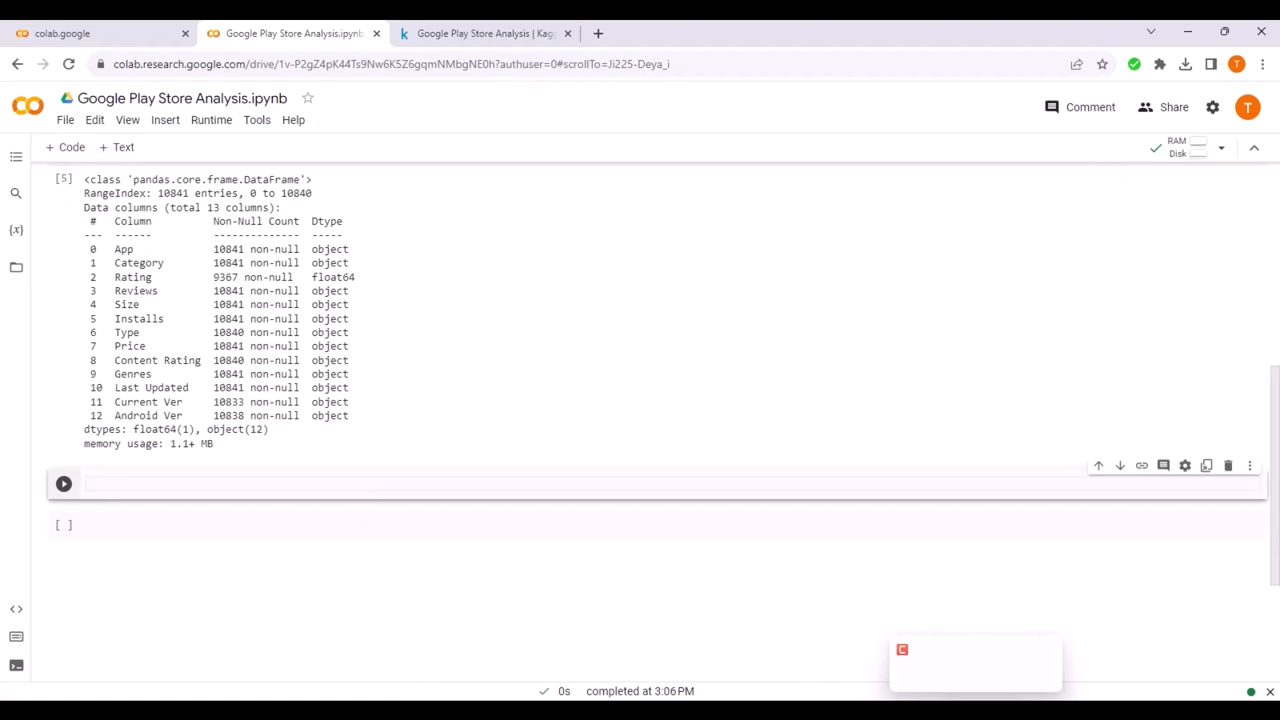 colab.google
Google Play Store Analysis.ipynb
Google Play Store Analysis | Kag
colab.research.google.com/drive/1v-P2gZ4pK44Ts9Nw6K5Z6gqmNMbgNE0h?authuser=0#scrollTo=Ji225-Deya_i
T
Google Play Store Analysis.ipynb
File Edit View Insert Runtime Tools Help
Comment
Share
T
+ Code + Text
RAM
Disk
{x}
[5] <class 'pandas.core.frame.DataFrame'>
RangeIndex: 10841 entries, 0 to 10840
Data columns (total 13 columns):
# Column Non-Null Count Dtype
--- ------ -------------- -----
0 App 10841 non-null object
1 Category 10841 non-null object
2 Rating 9367 non-null float64
3 Reviews 10841 non-null object
4 Size 10841 non-null object
5 Installs 10841 non-null object
6 Type 10840 non-null object
7 Price 10841 non-null object
8 Content Rating 10840 non-null object
9 Genres 10841 non-null object
10 Last Updated 10841 non-null object
11 Current Ver 10833 non-null object
12 Android Ver 10838 non-null object
dtypes: float64(1), object(12)
memory usage: 1.1+ MB
[ ]
C
0s completed at 3:06 PM